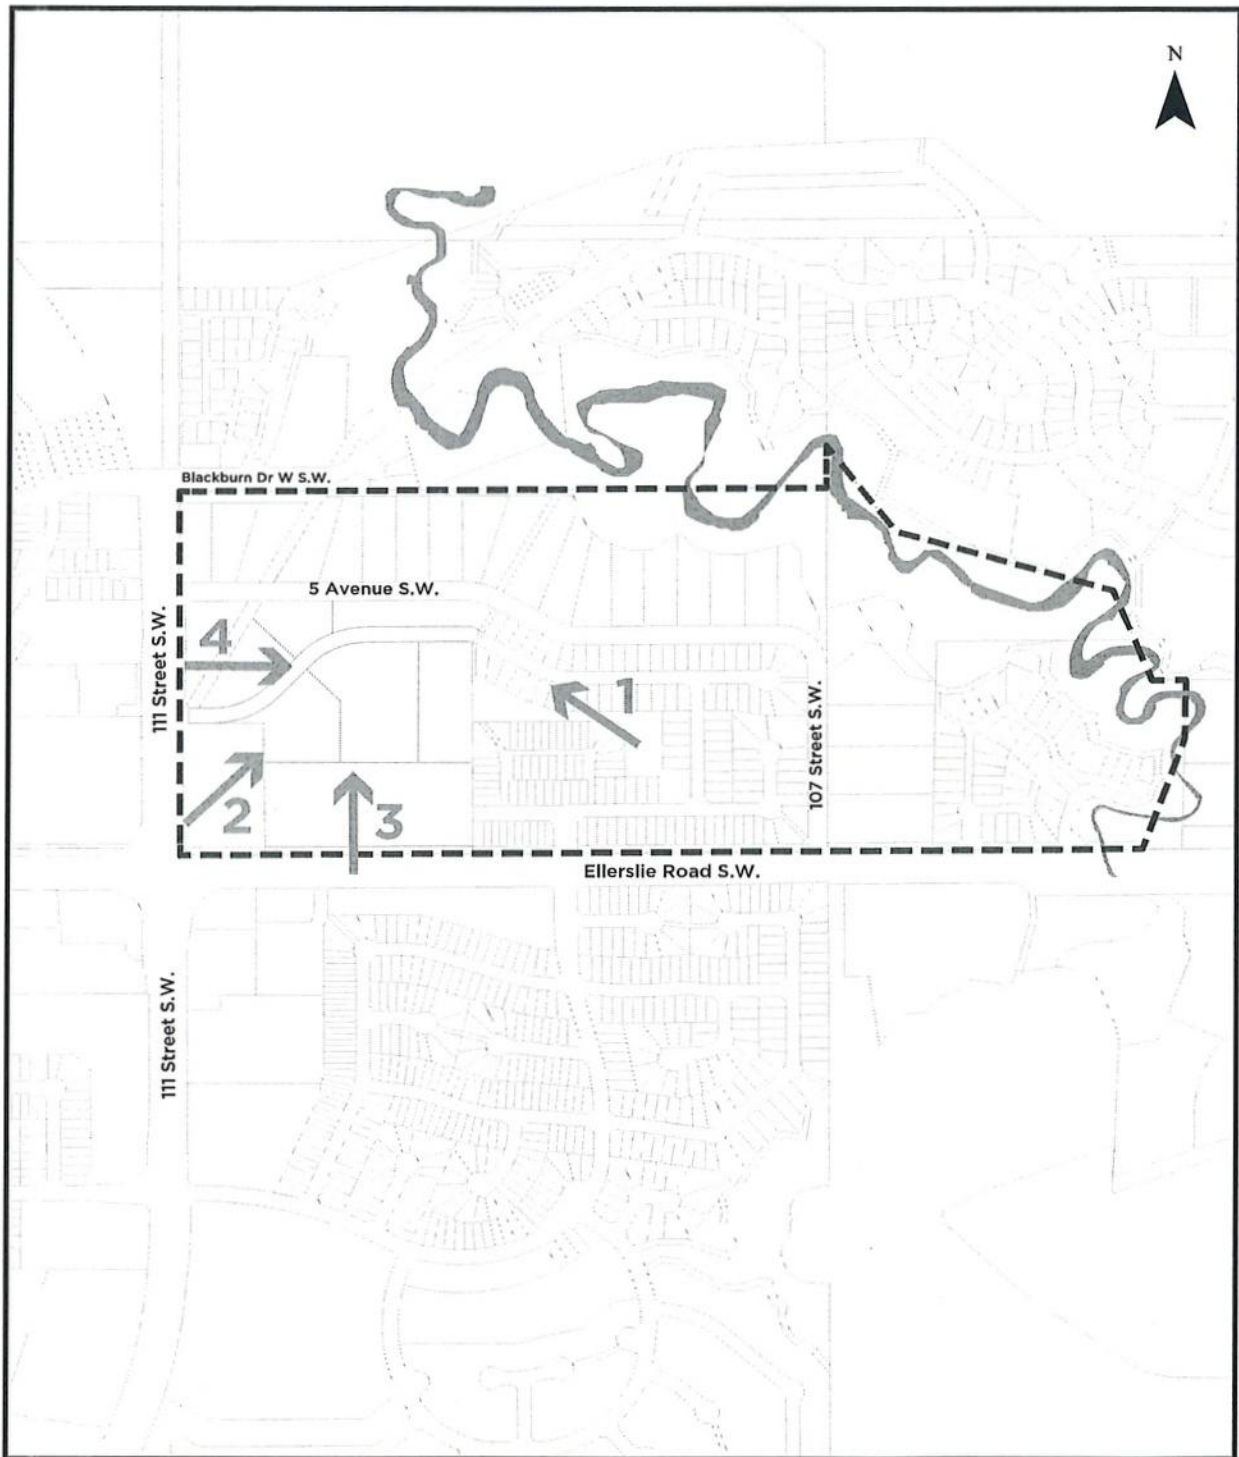 N
Blackburn Dr W S.W.
5 Avenue S.W.
111 Street S.W.
4
1
107 Street S.W.
2
3
Ellerslie Road S.W.
111 Street S.W.